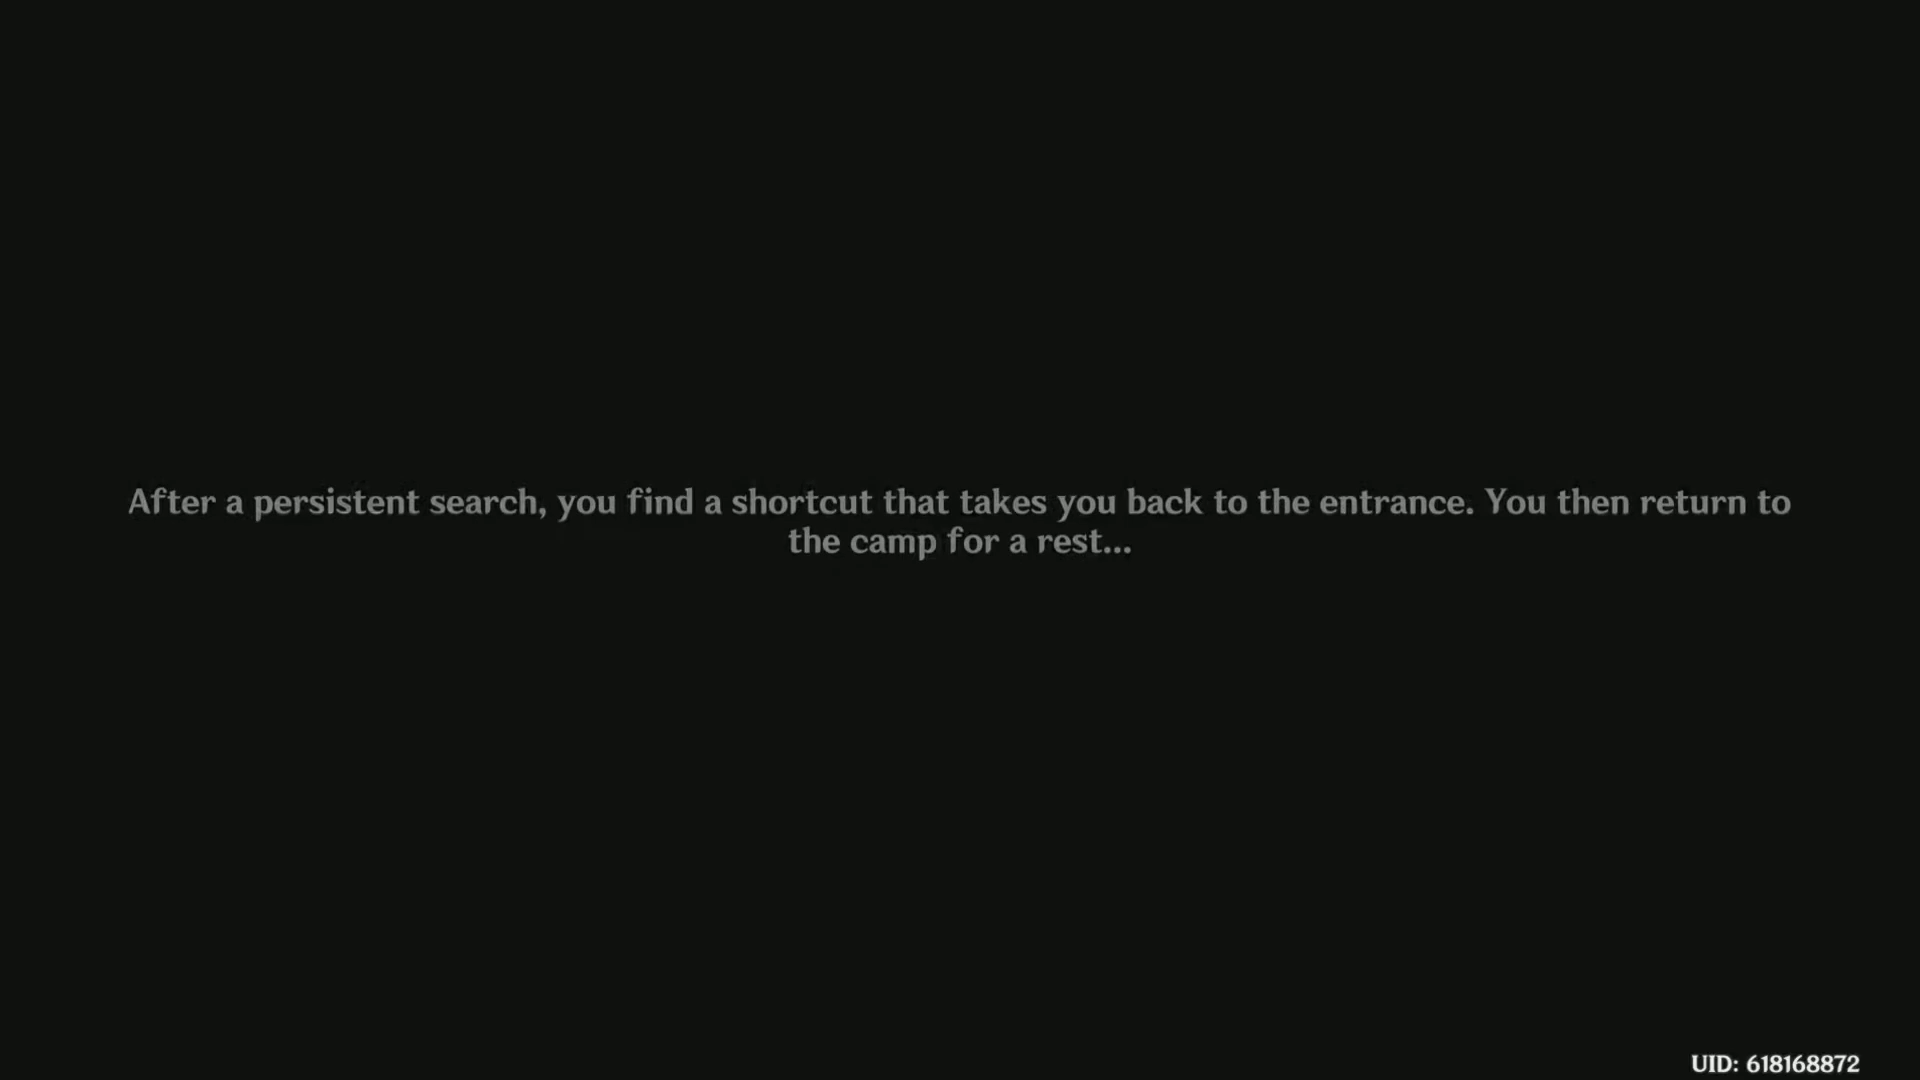 After a persistent search, you find a shortcut that takes you back to the entrance. You then return to
the camp for a rest...
UID: 618168872